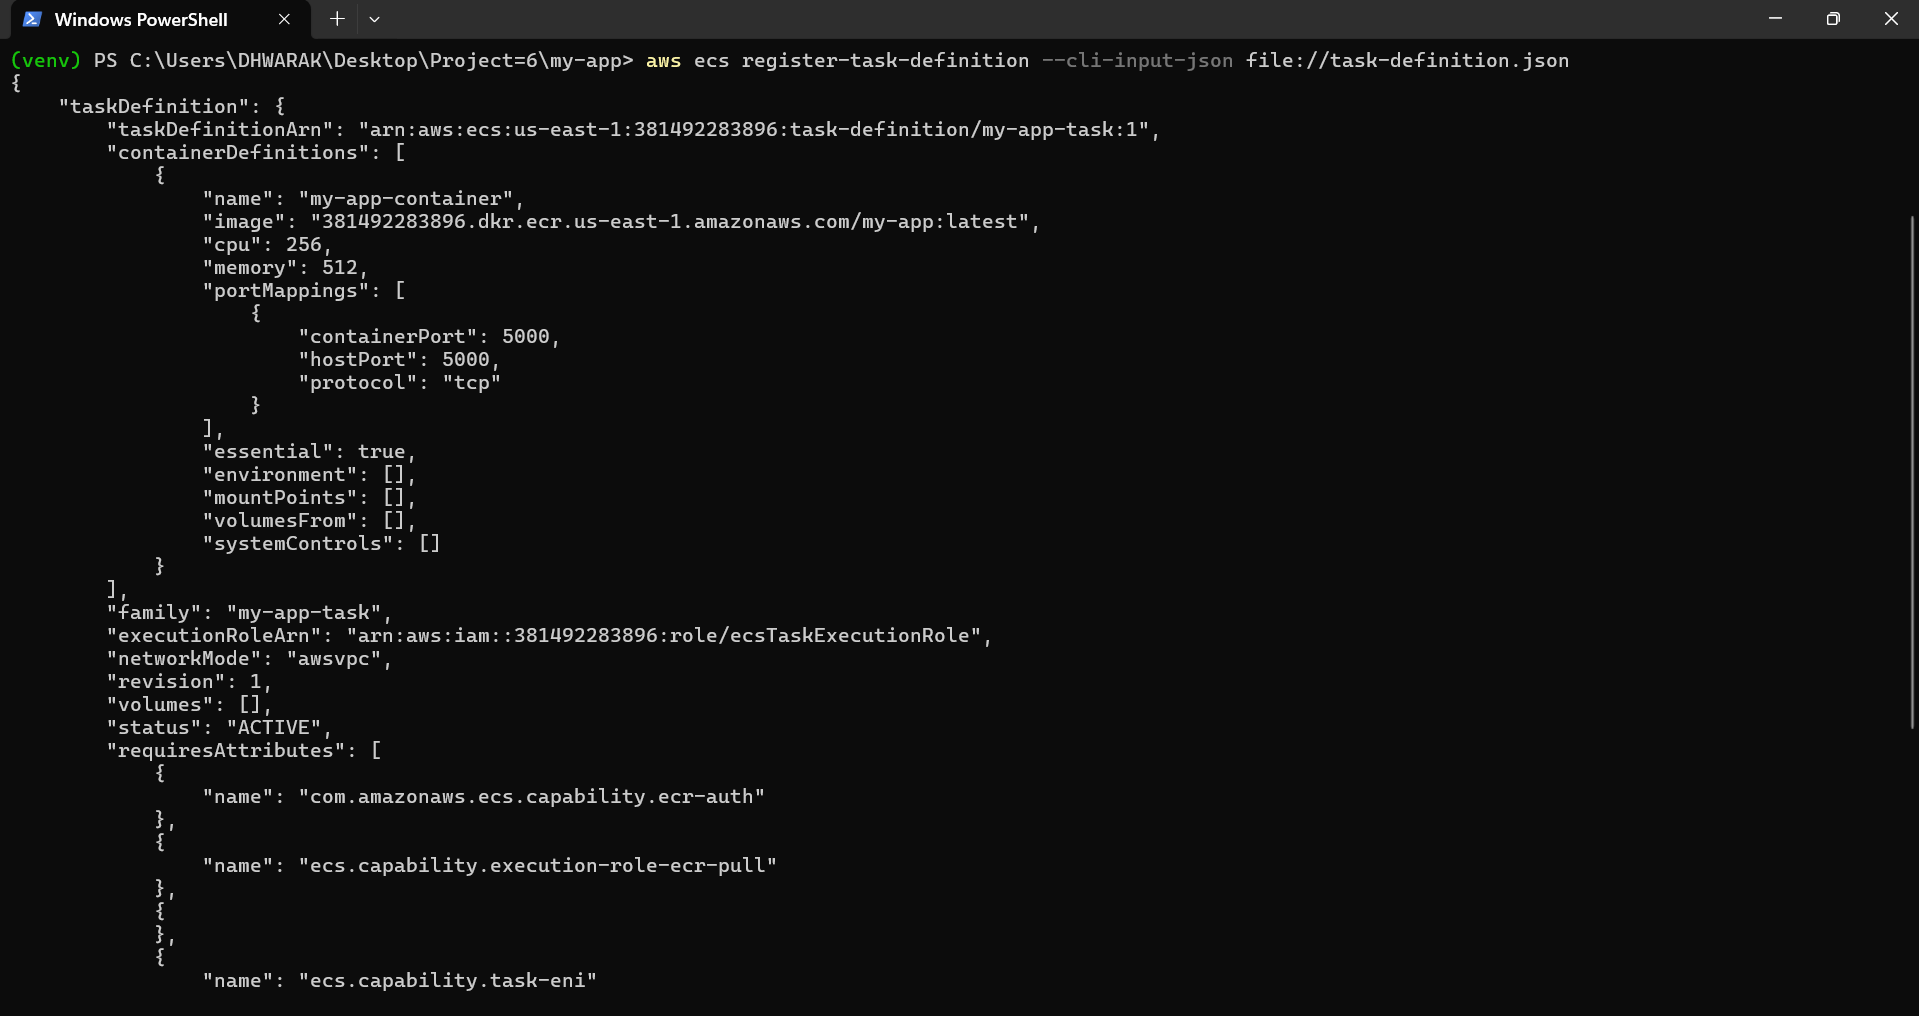 Windows PowerShell
(venv) PS C:\Users\DHWARAK\Desktop\Project=6\my-app> aws ecs register-task-definition --cli-input-json file://task-definition.json
{
    "taskDefinition": {
        "taskDefinitionArn": "arn:aws:ecs:us-east-1:381492283896:task-definition/my-app-task:1",
        "containerDefinitions": [
            {
                "name": "my-app-container",
                "image": "381492283896.dkr.ecr.us-east-1.amazonaws.com/my-app:latest",
                "cpu": 256,
                "memory": 512,
                "portMappings": [
                    {
                        "containerPort": 5000,
                        "hostPort": 5000,
                        "protocol": "tcp"
                    }
                ],
                "essential": true,
                "environment": [],
                "mountPoints": [],
                "volumesFrom": [],
                "systemControls": []
            }
        ],
        "family": "my-app-task",
        "executionRoleArn": "arn:aws:iam::381492283896:role/ecsTaskExecutionRole",
        "networkMode": "awsvpc",
        "revision": 1,
        "volumes": [],
        "status": "ACTIVE",
        "requiresAttributes": [
            {
                "name": "com.amazonaws.ecs.capability.ecr-auth"
            },
            {
                "name": "ecs.capability.execution-role-ecr-pull"
            },
            {
            },
            {
                "name": "ecs.capability.task-eni"